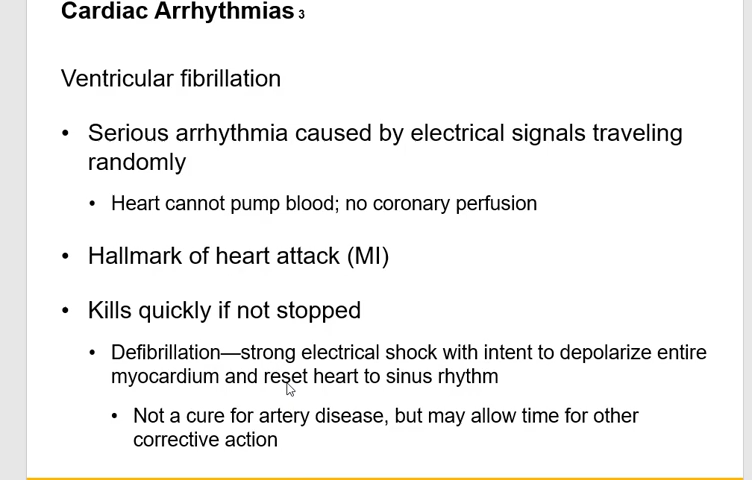 Cardiac Arrhythmias 3
Ventricular fibrillation
• Serious arrhythmia caused by electrical signals traveling
randomly
• Heart cannot pump blood; no coronary perfusion
• Hallmark of heart attack (MI)
• Kills quickly if not stopped
• Defibrillation—strong electrical shock with intent to depolarize entire
myocardium and reset heart to sinus rhythm
• Not a cure for artery disease, but may allow time for other
corrective action